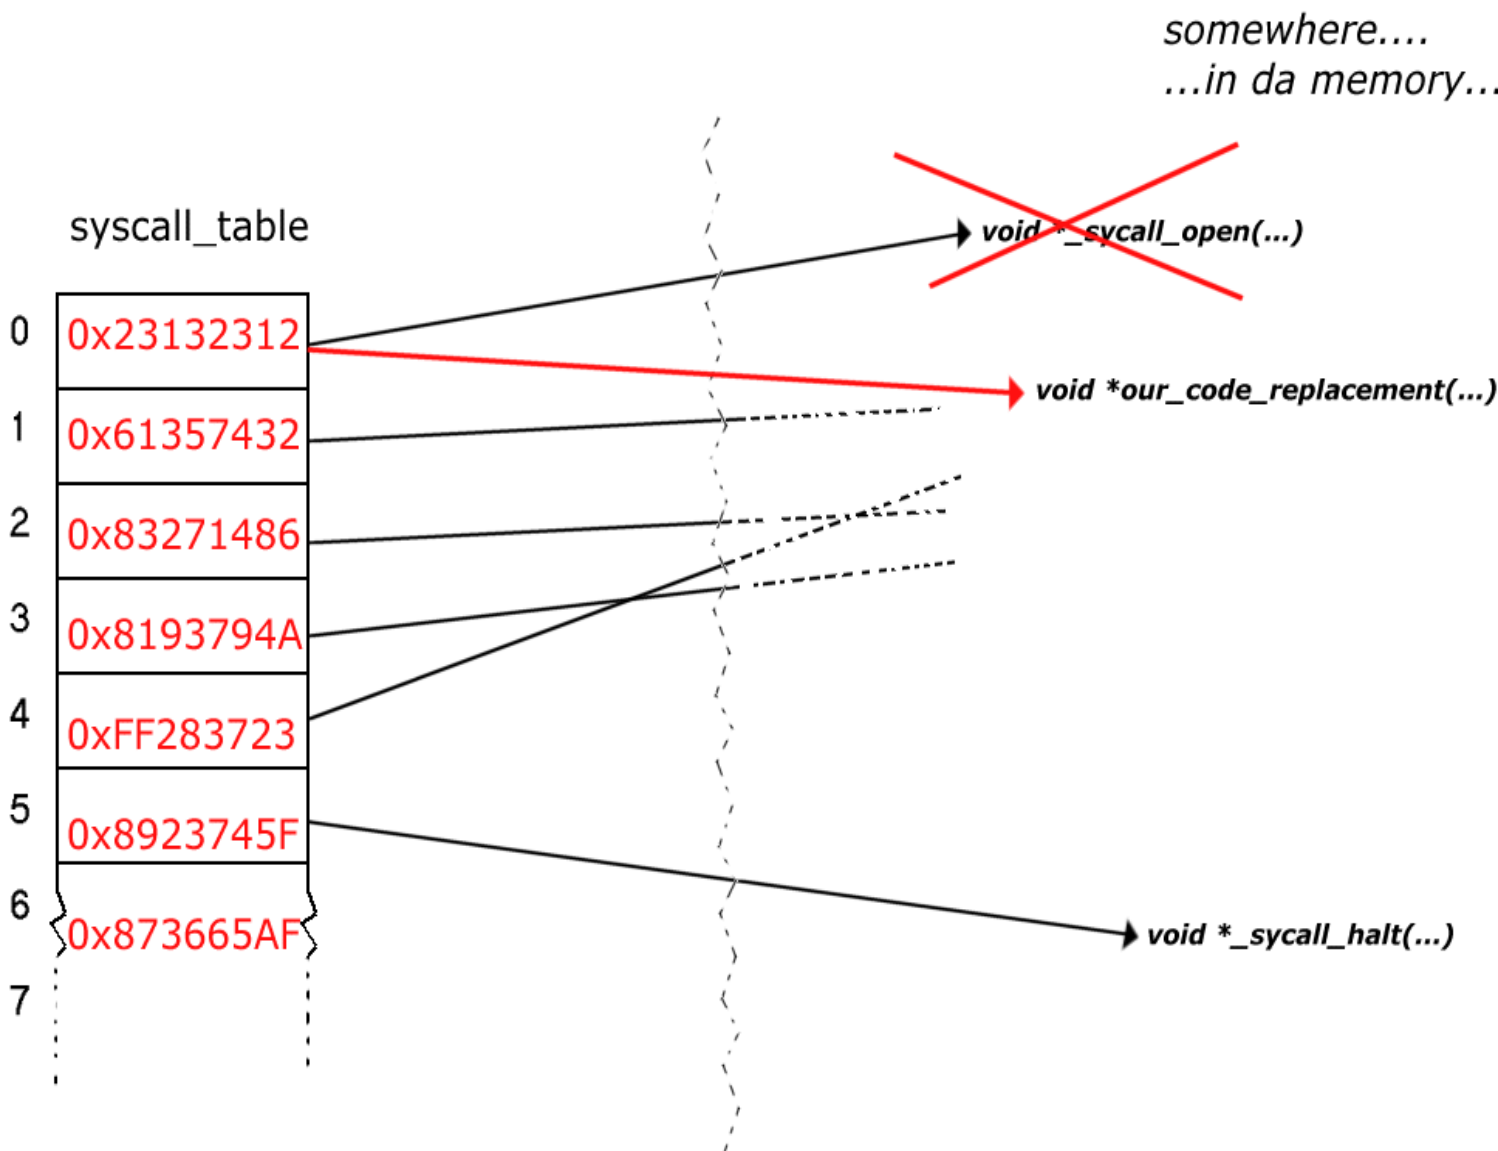 somewhere....
...in da memory...
syscall_table
void *_sycall_open(...)
0 0x23132312
void *our_code_replacement(...)
1 0x61357432
2 0x83271486
3 0x8193794A
4 0xFF283723
5 0x8923745F
6 0x873665AF
void *_sycall_halt(...)
7